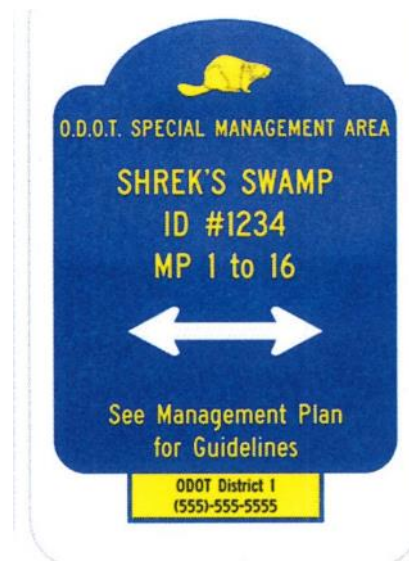 O.D.O.T. SPECIAL MANAGEMENT AREA
SHREK'S SWAMP
ID #1234
MP 1 to 16
See Management Plan
for Guidelines
ODOT District 1
(555)-555-5555